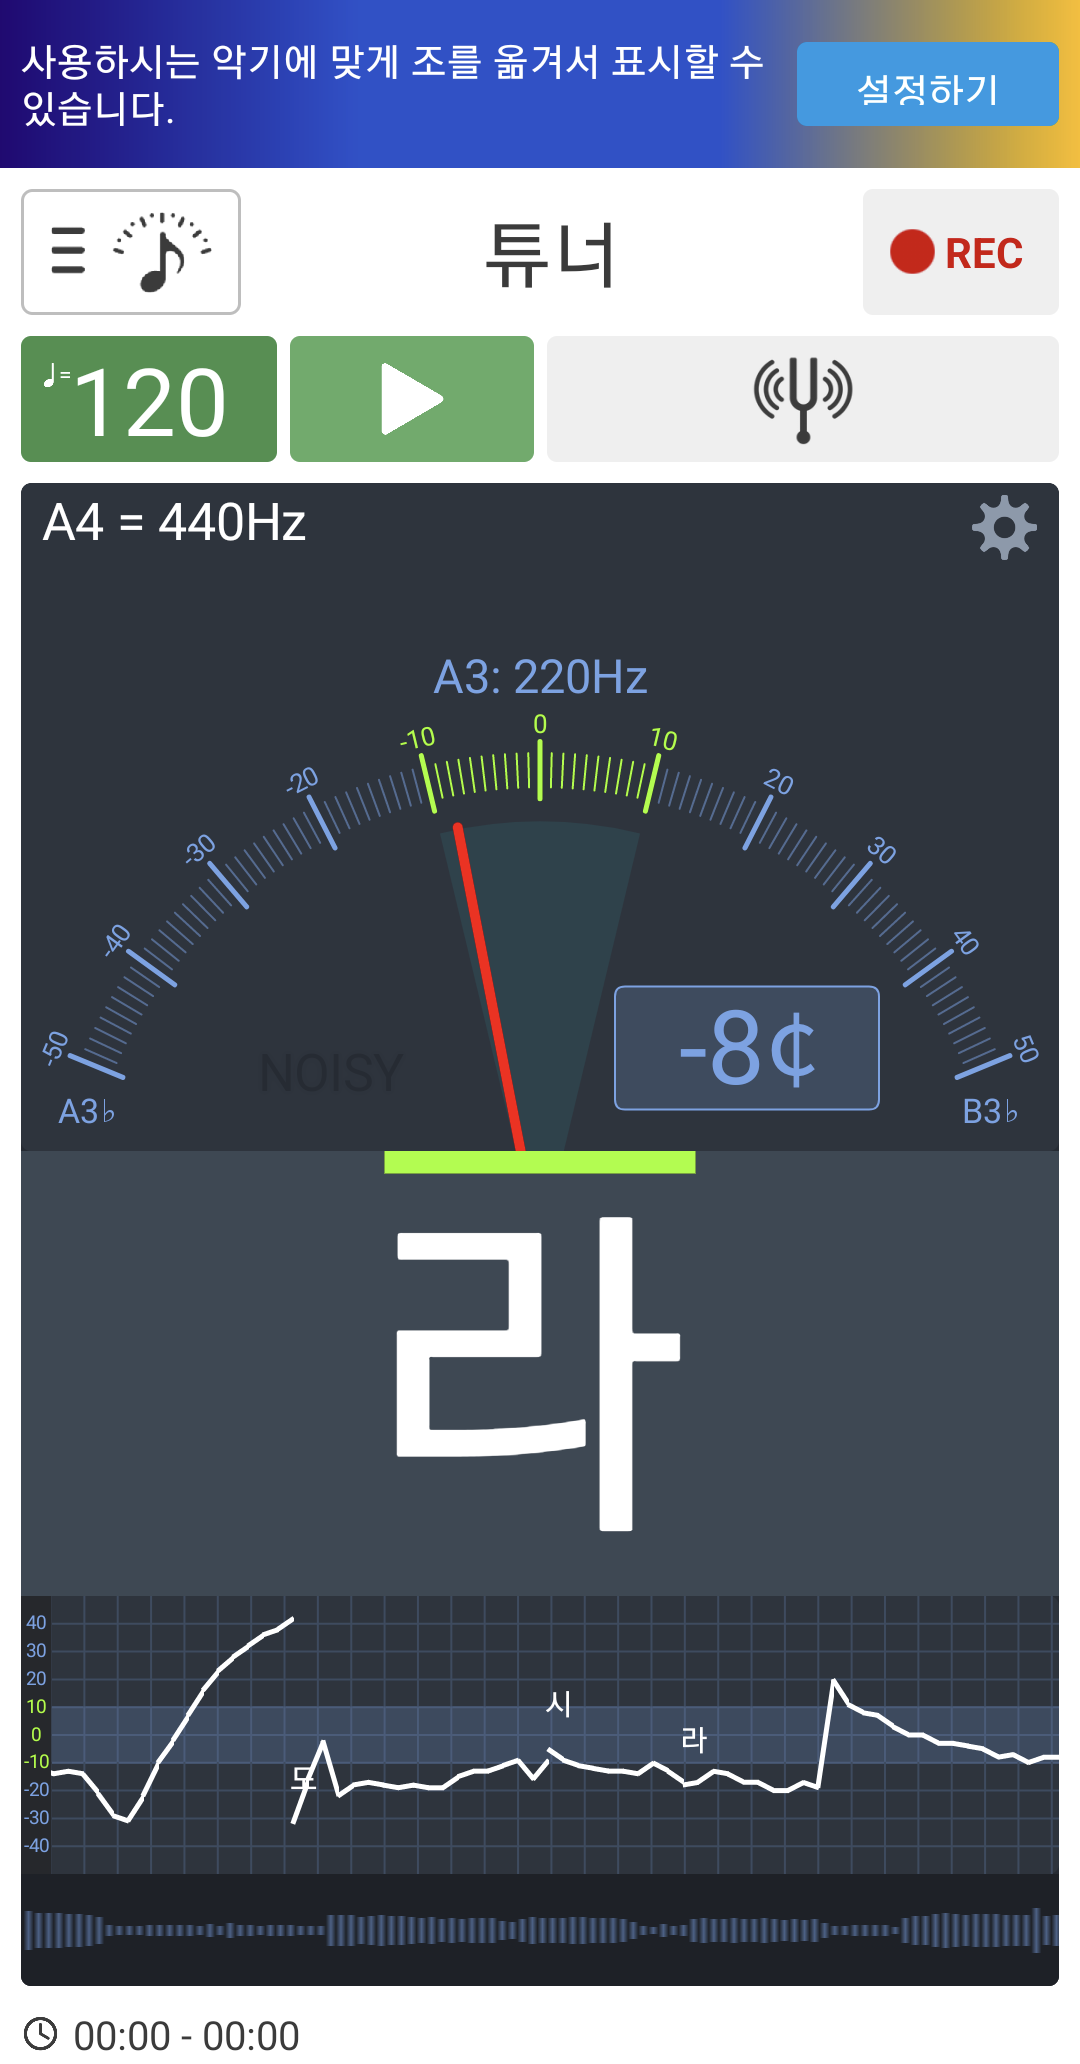 사용하시는 악기에 맞게 조를 옮겨서 표시할 수
있습니다.
설정하기
튜너
REC
♩=120
A4 = 440Hz
A3: 220Hz
-50 -40 -30 -20 -10 0 10 20 30 40 50
NOISY
-8¢
A3♭
B3♭
라
40
30
20
10
0
-10
-20
-30
-40
도
시
라
00:00 - 00:00